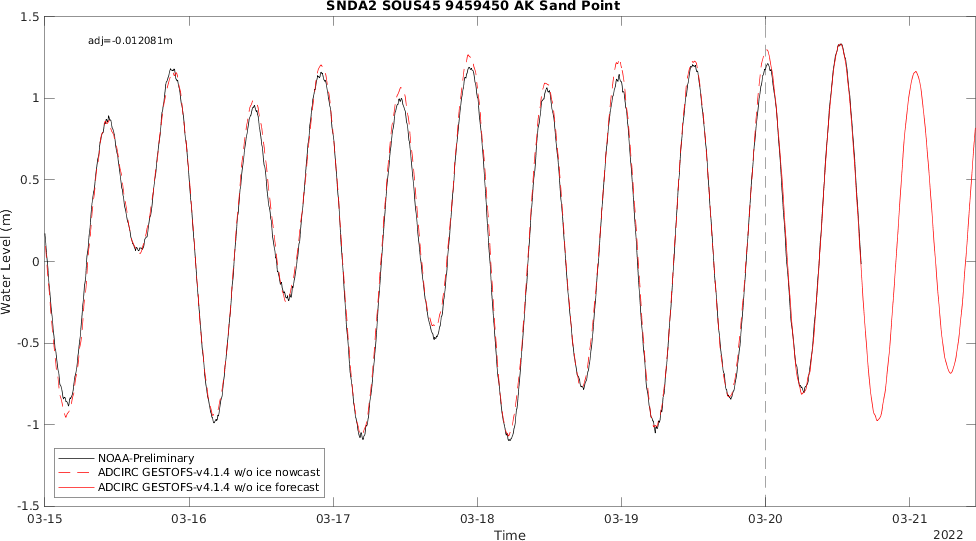 SNDA2 SOUS45 9459450 AK Sand Point
adj=-0.012081m
1.5
1
0.5
0
-0.5
-1
-1.5
Water Level (m)
NOAA-Preliminary
ADCIRC GESTOFS-v4.1.4 w/o ice nowcast
ADCIRC GESTOFS-v4.1.4 w/o ice forecast
03-15 03-16 03-17 03-18 03-19 03-20 03-21
Time
2022